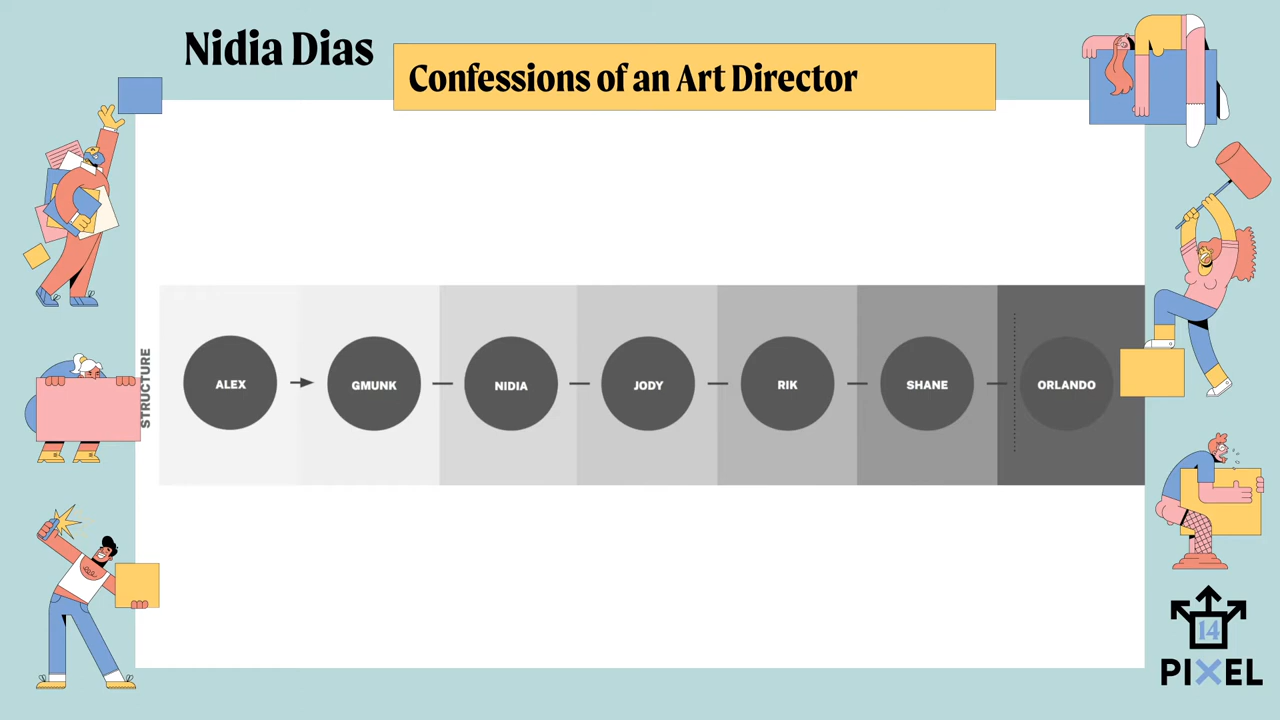 Nidia Dias
Confessions of an Art Director
STRUCTURE
ALEX
GMUNK
NIDIA
JODY
RIK
SHANE
ORLANDO
14
PIXEL